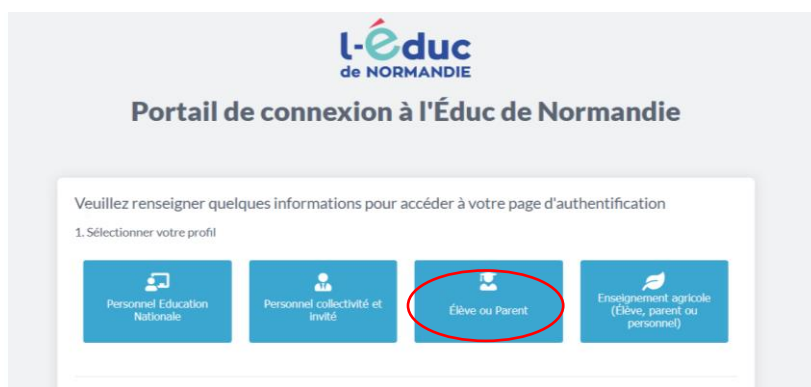 l-éduc
de NORMANDIE
Portail de connexion à l'Éduc de Normandie
Veuillez renseigner quelques informations pour accéder à votre page d'authentification
1. Sélectionner votre profil
Personnel Education
Nationale
Personnel collectivité et
invité
Élève ou Parent
Enseignement agricole
(Élève, parent ou
personnel)